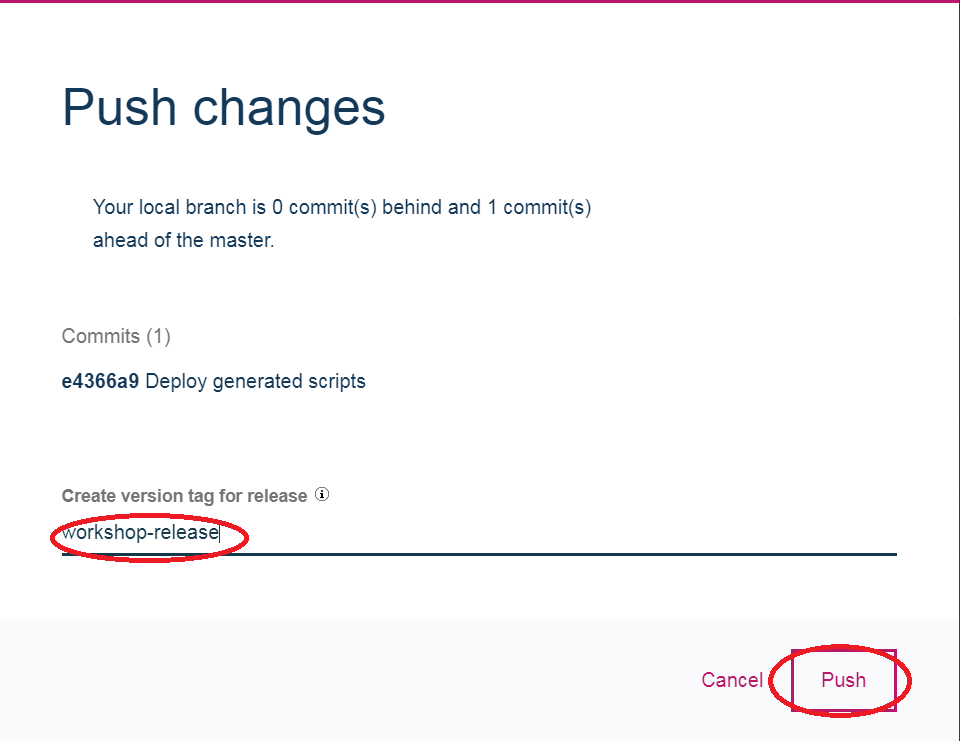 Push changes
Your local branch is 0 commit(s) behind and 1 commit(s)
ahead of the master.
Commits (1)
e4366a9 Deploy generated scripts
Create version tag for release
workshop-release
Cancel
Push